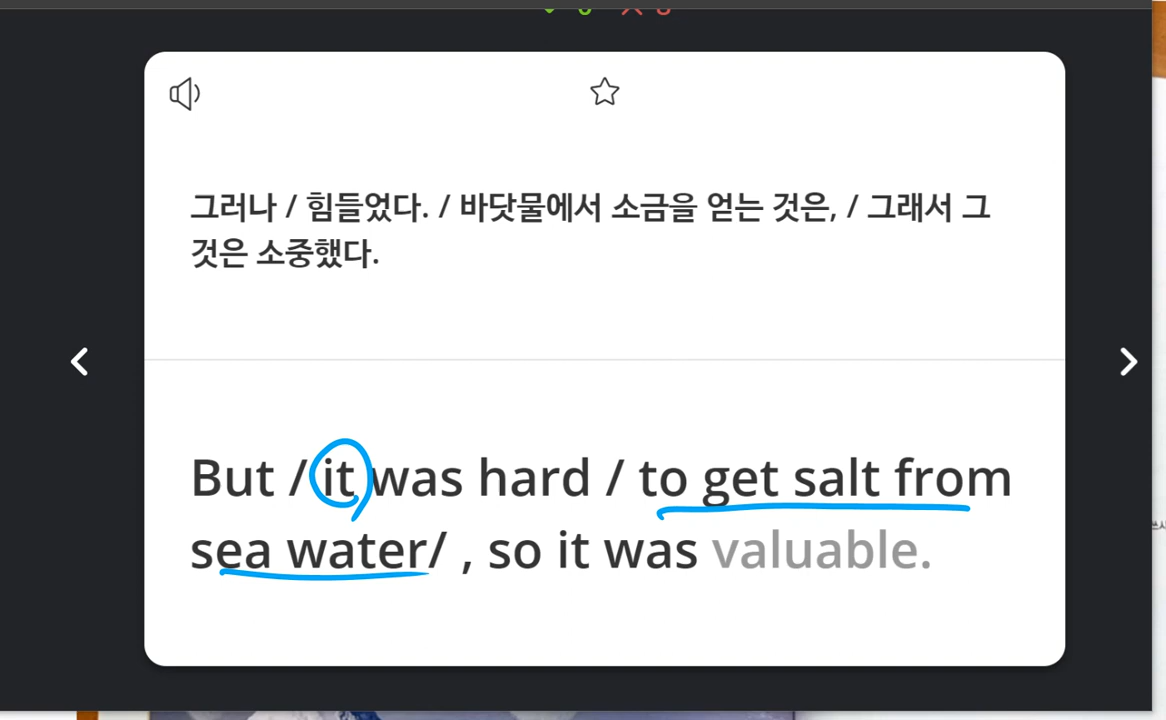 그러나 / 힘들었다. / 바닷물에서 소금을 얻는 것은, / 그래서 그
것은 소중했다.
But / it was hard / to get salt from
sea water/ , so it was valuable.